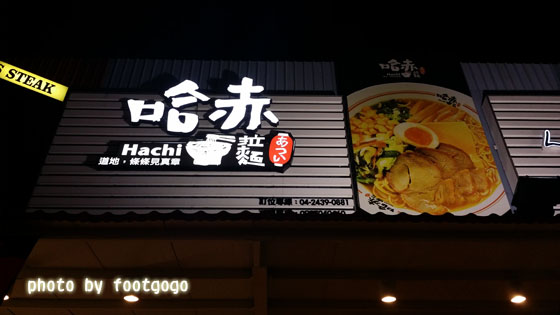 S STEAK
哈赤
Hachi
拉麵
あつい
道地·條條見真章
哈赤
Hachi
訂位專線：04-2439-0881
photo by footgogo